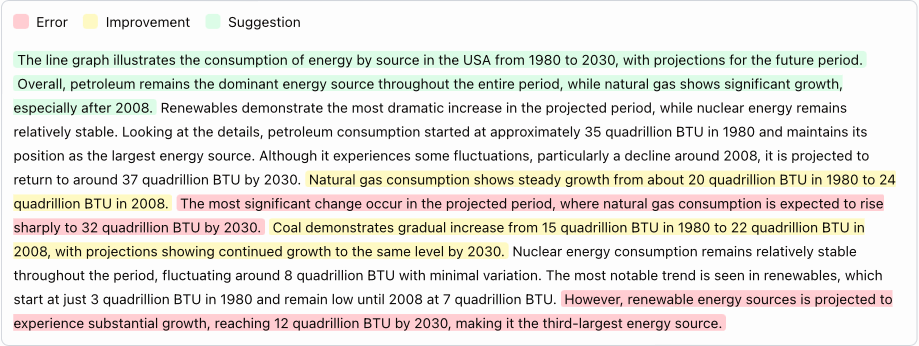 Error Improvement Suggestion
The line graph illustrates the consumption of energy by source in the USA from 1980 to 2030, with projections for the future period.
Overall, petroleum remains the dominant energy source throughout the entire period, while natural gas shows significant growth,
especially after 2008. Renewables demonstrate the most dramatic increase in the projected period, while nuclear energy remains
relatively stable. Looking at the details, petroleum consumption started at approximately 35 quadrillion BTU in 1980 and maintains its
position as the largest energy source. Although it experiences some fluctuations, particularly a decline around 2008, it is projected to
return to around 37 quadrillion BTU by 2030. Natural gas consumption shows steady growth from about 20 quadrillion BTU in 1980 to 24
quadrillion BTU in 2008. The most significant change occur in the projected period, where natural gas consumption is expected to rise
sharply to 32 quadrillion BTU by 2030. Coal demonstrates gradual increase from 15 quadrillion BTU in 1980 to 22 quadrillion BTU in
2008, with projections showing continued growth to the same level by 2030. Nuclear energy consumption remains relatively stable
throughout the period, fluctuating around 8 quadrillion BTU with minimal variation. The most notable trend is seen in renewables, which
start at just 3 quadrillion BTU in 1980 and remain low until 2008 at 7 quadrillion BTU. However, renewable energy sources is projected to
experience substantial growth, reaching 12 quadrillion BTU by 2030, making it the third-largest energy source.